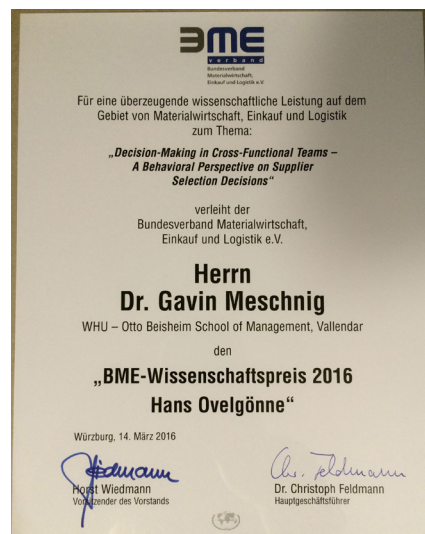 BME
verband
Bundesverband
Materialwirtschaft,
Einkauf und Logistik e.V.
Für eine überzeugende wissenschaftliche Leistung auf dem
Gebiet von Materialwirtschaft, Einkauf und Logistik
zum Thema:
„Decision-Making in Cross-Functional Teams –
A Behavioral Perspective on Supplier
Selection Decisions“
verleiht der
Bundesverband Materialwirtschaft,
Einkauf und Logistik e.V.
Herrn
Dr. Gavin Meschnig
WHU – Otto Beisheim School of Management, Vallendar
den
„BME-Wissenschaftspreis 2016
Hans Ovelgönne“
Würzburg, 14. März 2016
Wiedmann Chr. Feldmann
Horst Wiedmann Dr. Christoph Feldmann
Vorsitzender des Vorstands Hauptgeschäftsführer